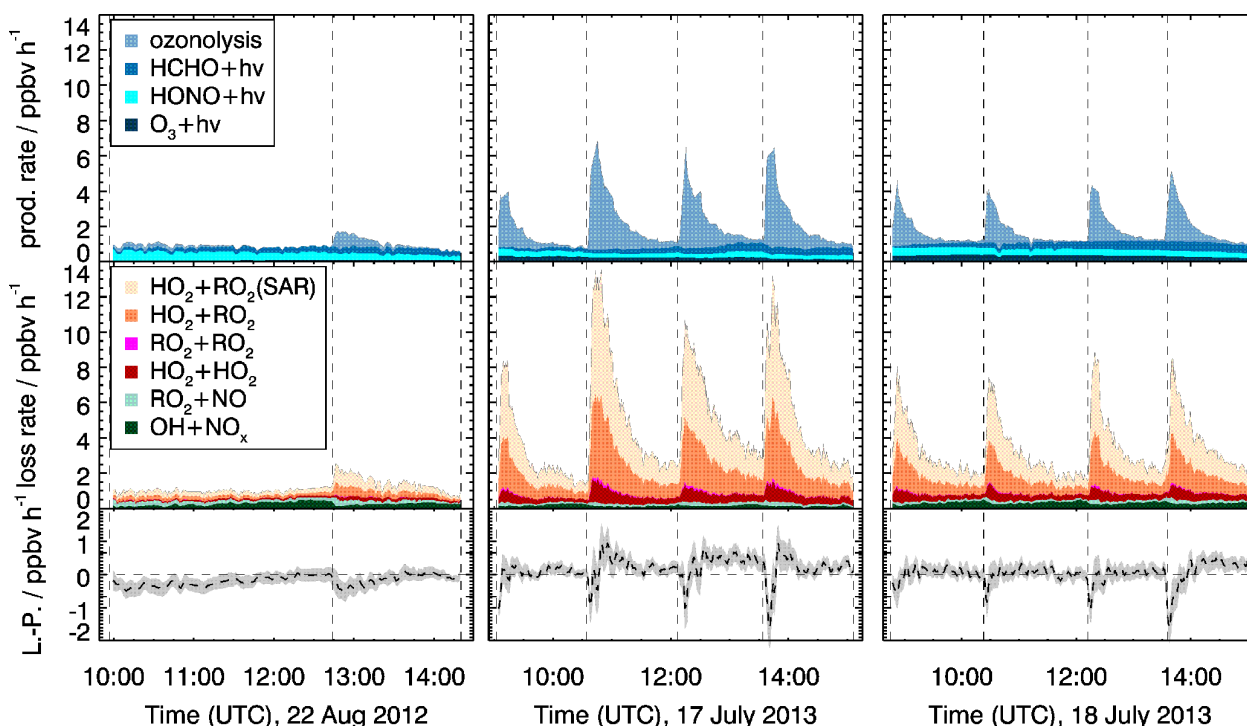 prod. rate / ppbv h⁻¹
14
12
10
8
6
4
2
0
ozonolysis
HCHO+hv
HONO+hv
O₃+hv
loss rate / ppbv h⁻¹
14
12
10
8
6
4
2
0
HO₂+RO₂(SAR)
HO₂+RO₂
RO₂+RO₂
HO₂+HO₂
RO₂+NO
OH+NOₓ
L.-P. / ppbv h⁻¹
2
1
0
-1
-2
10:00 11:00 12:00 13:00 14:00
10:00 12:00 14:00
10:00 12:00 14:00
Time (UTC), 22 Aug 2012
Time (UTC), 17 July 2013
Time (UTC), 18 July 2013